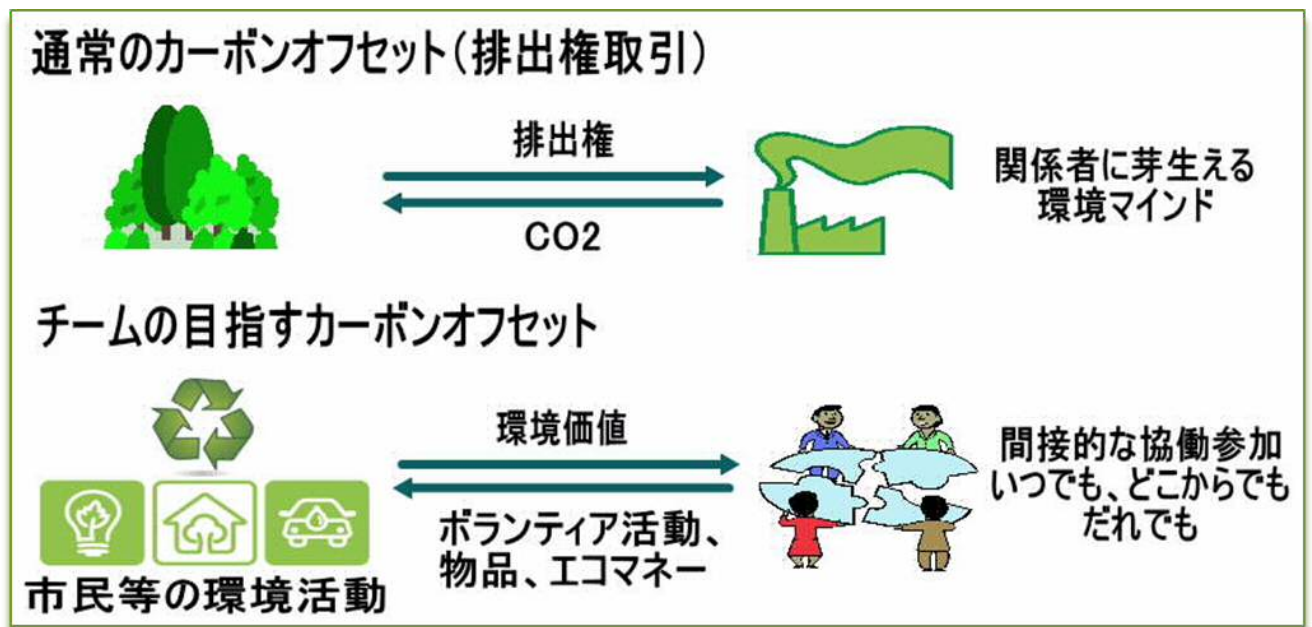 通常のカーボンオフセット(排出権取引)
排出権
CO2
関係者に芽生える
環境マインド
チームの目指すカーボンオフセット
環境価値
ボランティア活動、
物品、エコマネー
市民等の環境活動
間接的な協働参加
いつでも、どこからでも
だれでも